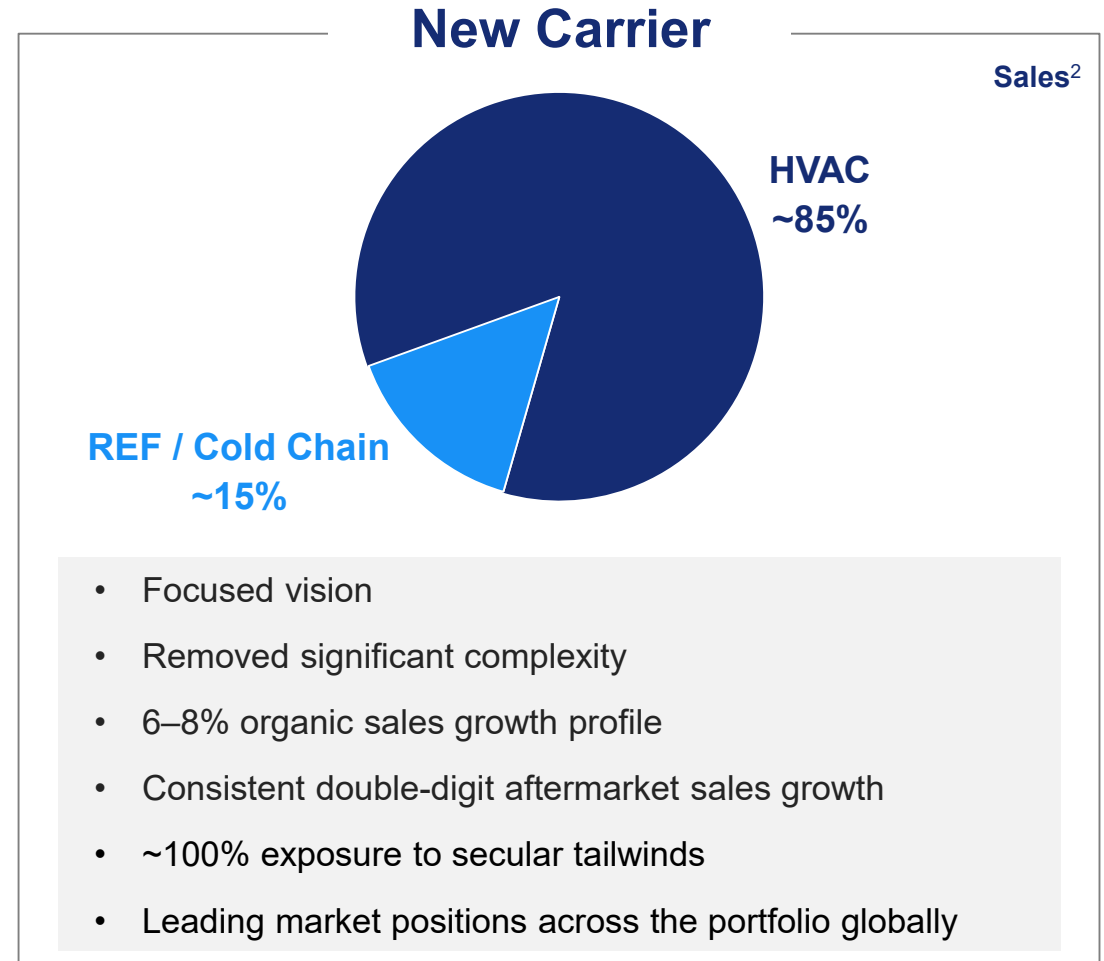 New Carrier
Sales²
HVAC
~85%
REF / Cold Chain
~15%
• Focused vision
• Removed significant complexity
• 6–8% organic sales growth profile
• Consistent double-digit aftermarket sales growth
• ~100% exposure to secular tailwinds
• Leading market positions across the portfolio globally